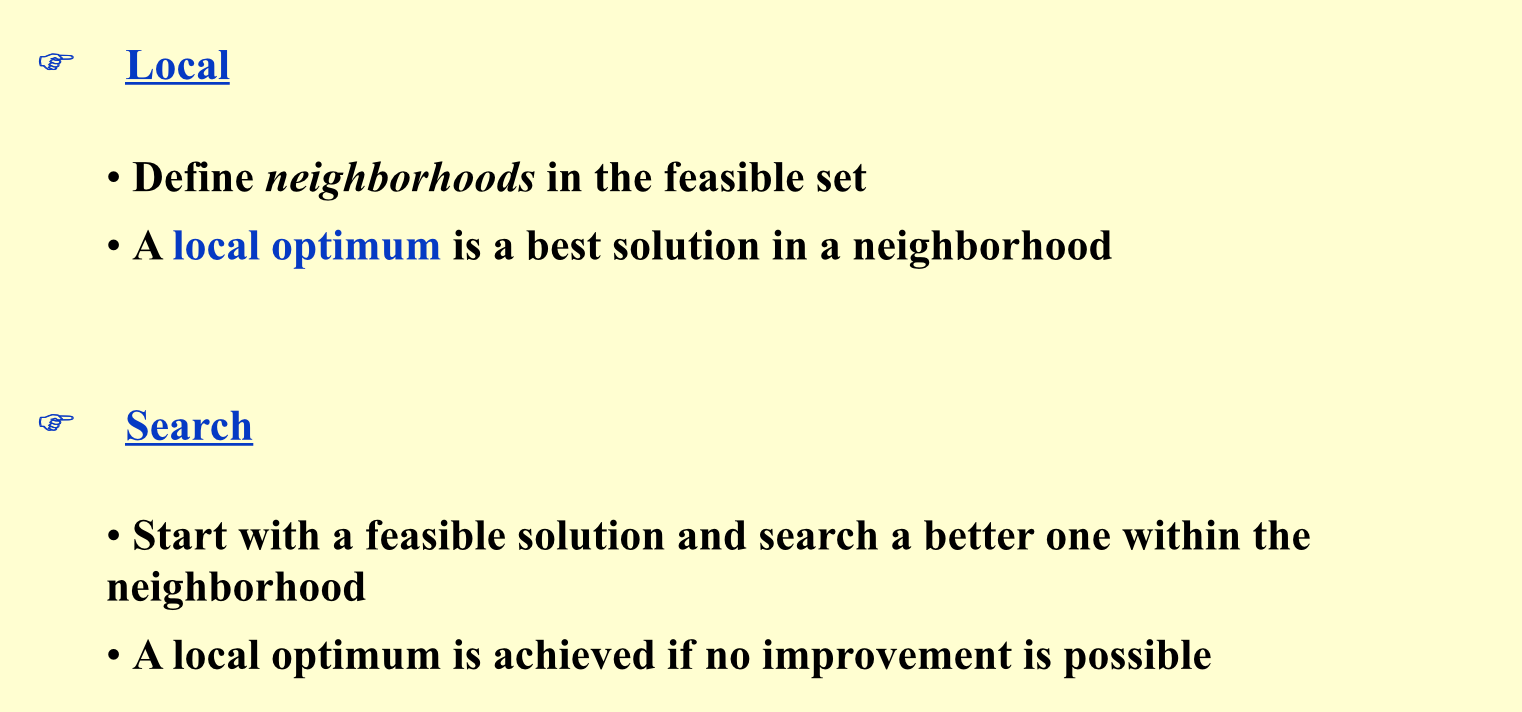 ☞ Local
• Define neighborhoods in the feasible set
• A local optimum is a best solution in a neighborhood
☞ Search
• Start with a feasible solution and search a better one within the
neighborhood
• A local optimum is achieved if no improvement is possible